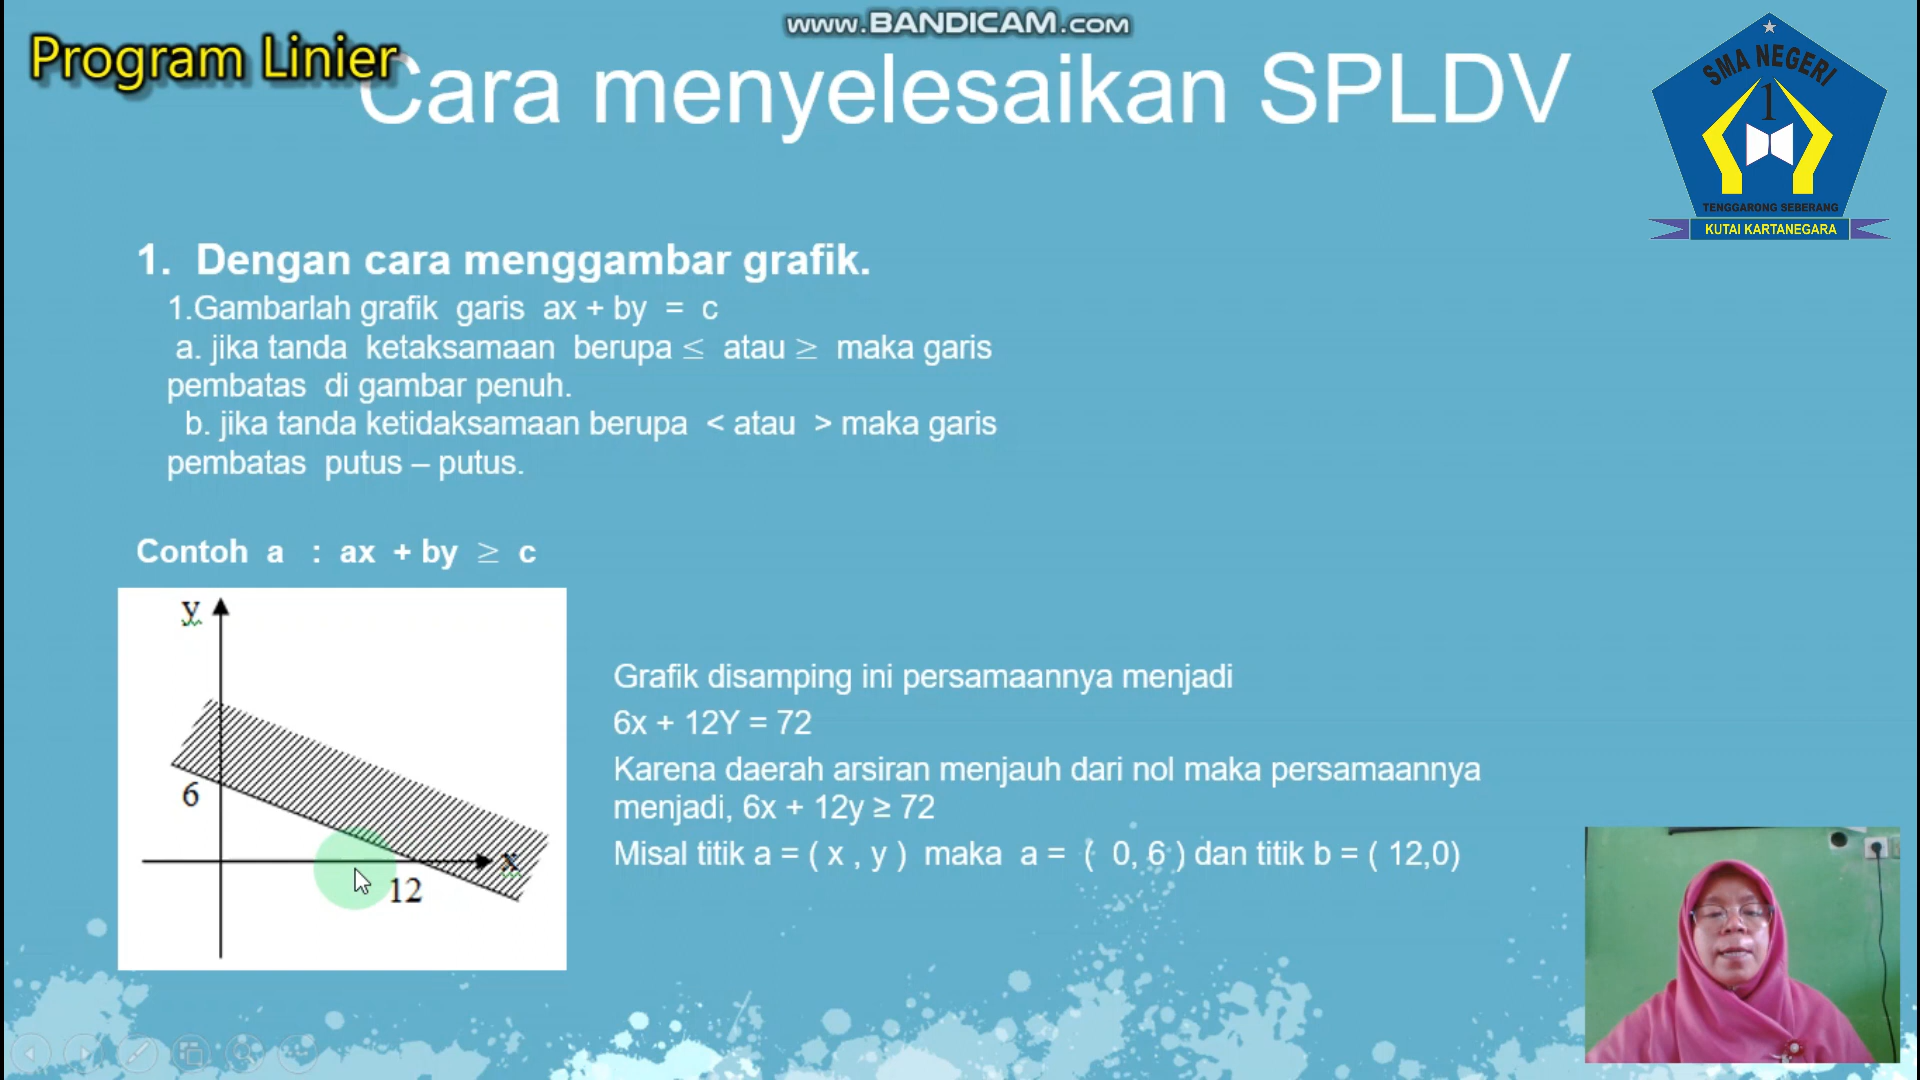 www.BANDICAM.com
Program Linier
Cara menyelesaikan SPLDV
SMA NEGERI
1
TENGGARONG SEBERANG
KUTAI KARTANEGARA
1. Dengan cara menggambar grafik.
1.Gambarlah grafik garis ax + by = c
a. jika tanda ketaksamaan berupa ≤ atau ≥ maka garis
pembatas di gambar penuh.
b. jika tanda ketidaksamaan berupa < atau > maka garis
pembatas putus – putus.
Contoh a : ax + by ≥ c
y
6
x
12
Grafik disamping ini persamaannya menjadi
6x + 12Y = 72
Karena daerah arsiran menjauh dari nol maka persamaannya
menjadi, 6x + 12y ≥ 72
Misal titik a = ( x , y ) maka a = ( 0, 6 ) dan titik b = ( 12,0)